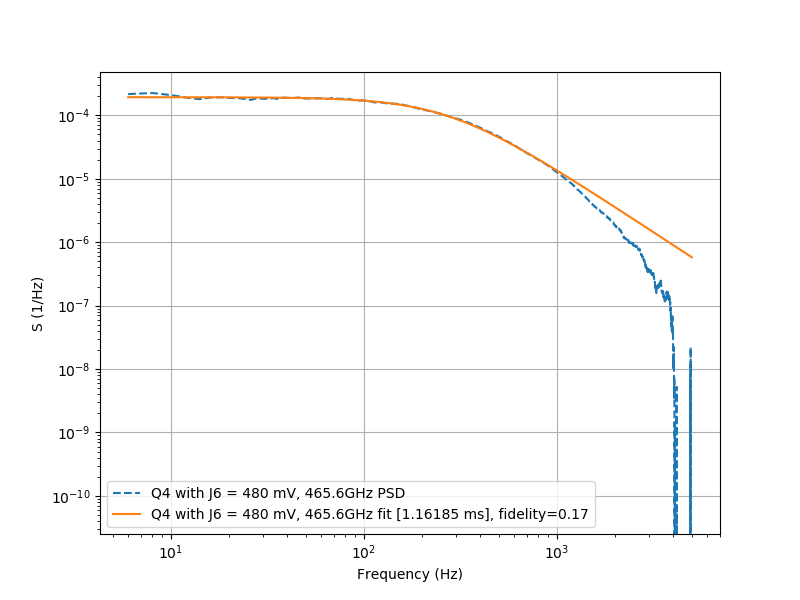 S (1/Hz)
10⁻⁴
10⁻⁵
10⁻⁶
10⁻⁷
10⁻⁸
10⁻⁹
10⁻¹⁰
Q4 with J6 = 480 mV, 465.6GHz PSD
Q4 with J6 = 480 mV, 465.6GHz fit [1.16185 ms], fidelity=0.17
10¹ 10² 10³
Frequency (Hz)